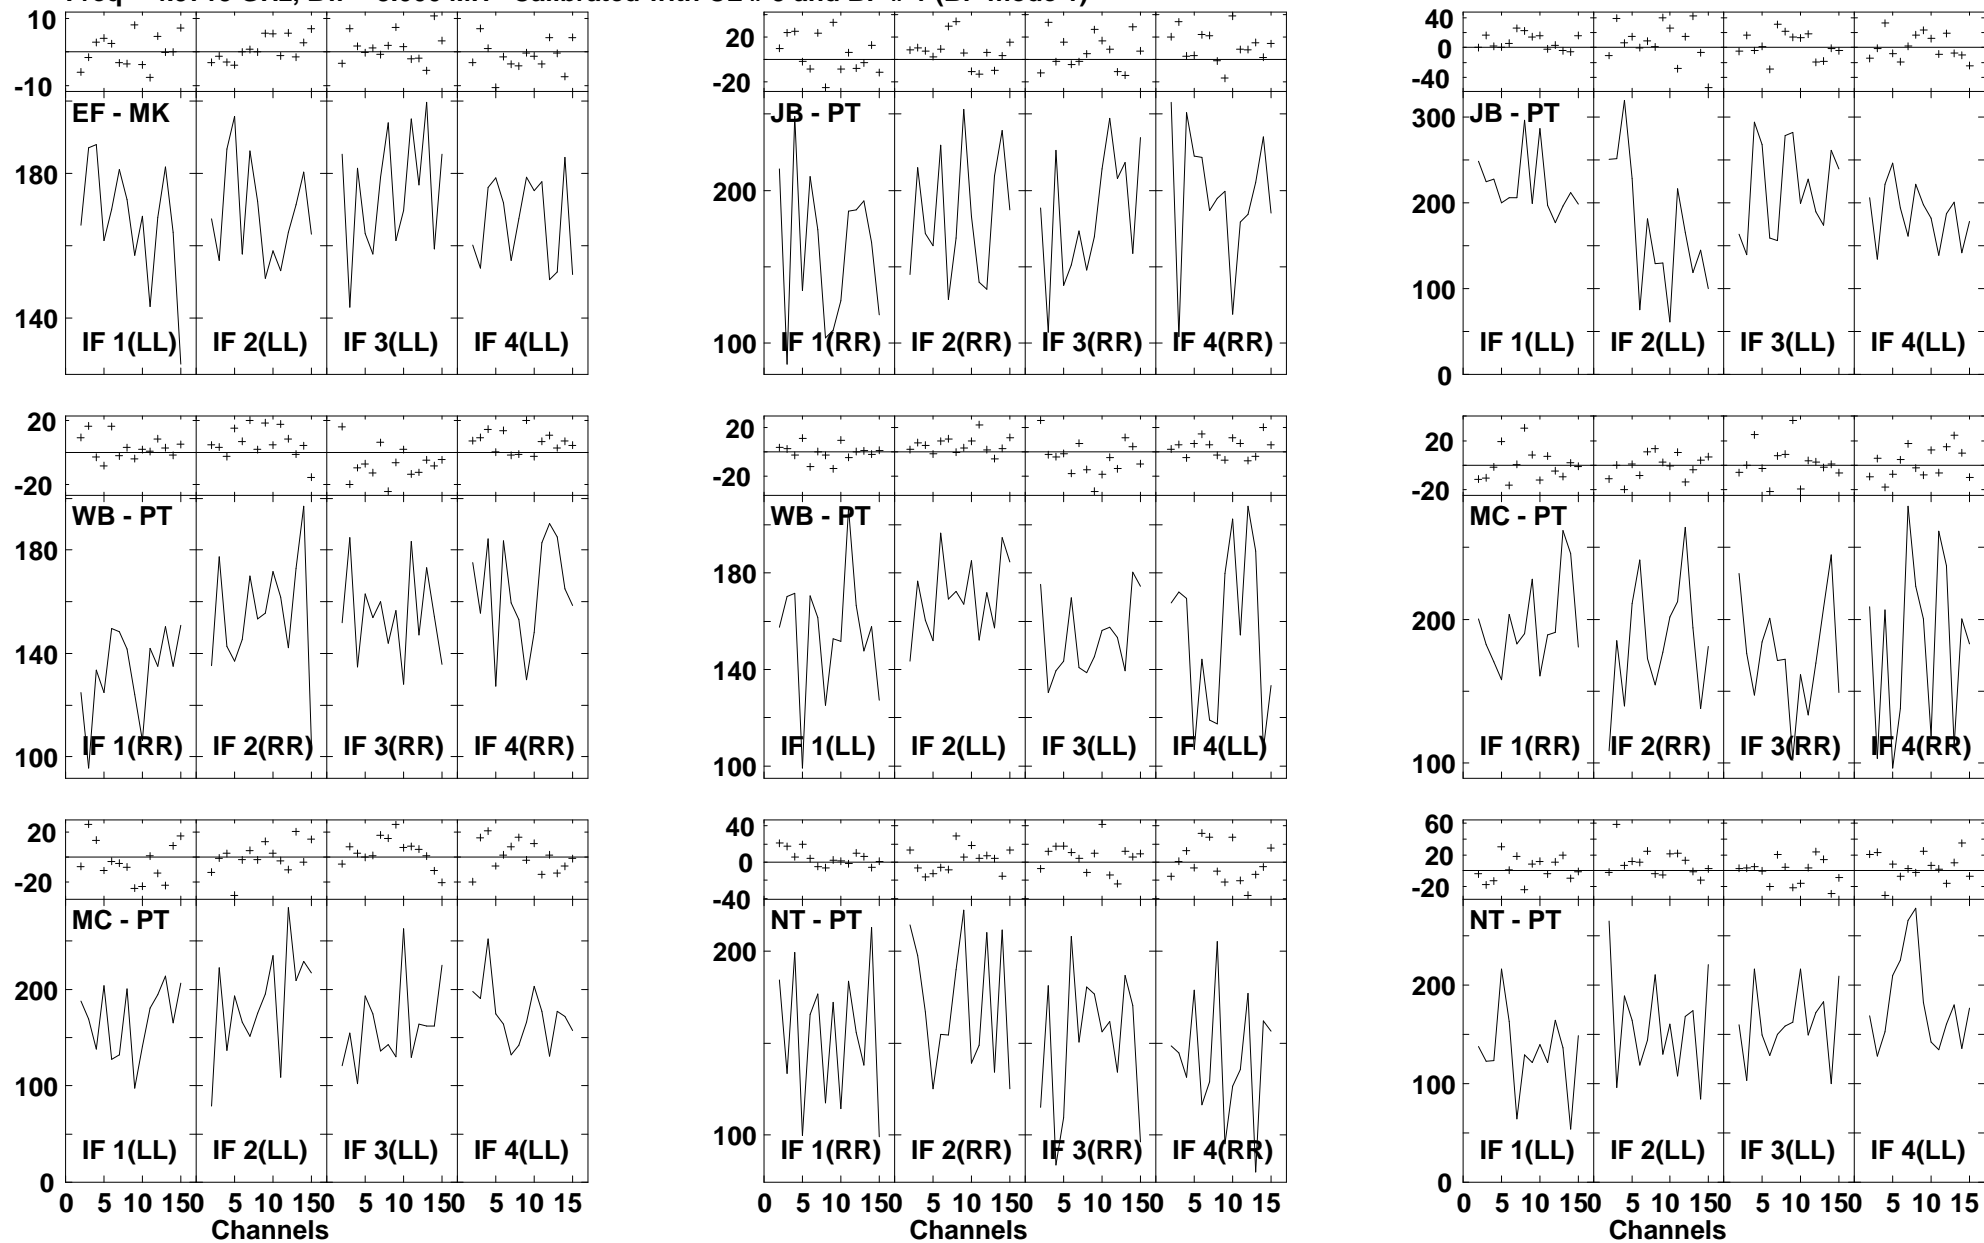 10
-10
EF - MK
180
140
IF 1(LL) IF 2(LL) IF 3(LL) IF 4(LL)
20
-20
JB - PT
200
100
IF 1(RR) IF 2(RR) IF 3(RR) IF 4(RR)
40
0
-40
JB - PT
300
200
100
0
IF 1(LL) IF 2(LL) IF 3(LL) IF 4(LL)
20
-20
WB - PT
180
140
100
IF 1(RR) IF 2(RR) IF 3(RR) IF 4(RR)
20
-20
WB - PT
180
140
100
IF 1(LL) IF 2(LL) IF 3(LL) IF 4(LL)
20
-20
MC - PT
200
100
IF 1(RR) IF 2(RR) IF 3(RR) IF 4(RR)
20
-20
MC - PT
200
100
0
IF 1(LL) IF 2(LL) IF 3(LL) IF 4(LL)
0 5 10 150 5 10 150 5 10 150 5 10 15
Channels
40
0
-40
NT - PT
200
100
IF 1(RR) IF 2(RR) IF 3(RR) IF 4(RR)
0 5 10 150 5 10 150 5 10 150 5 10 15
Channels
60
20
-20
NT - PT
200
100
0
IF 1(LL) IF 2(LL) IF 3(LL) IF 4(LL)
0 5 10 150 5 10 150 5 10 150 5 10 15
Channels